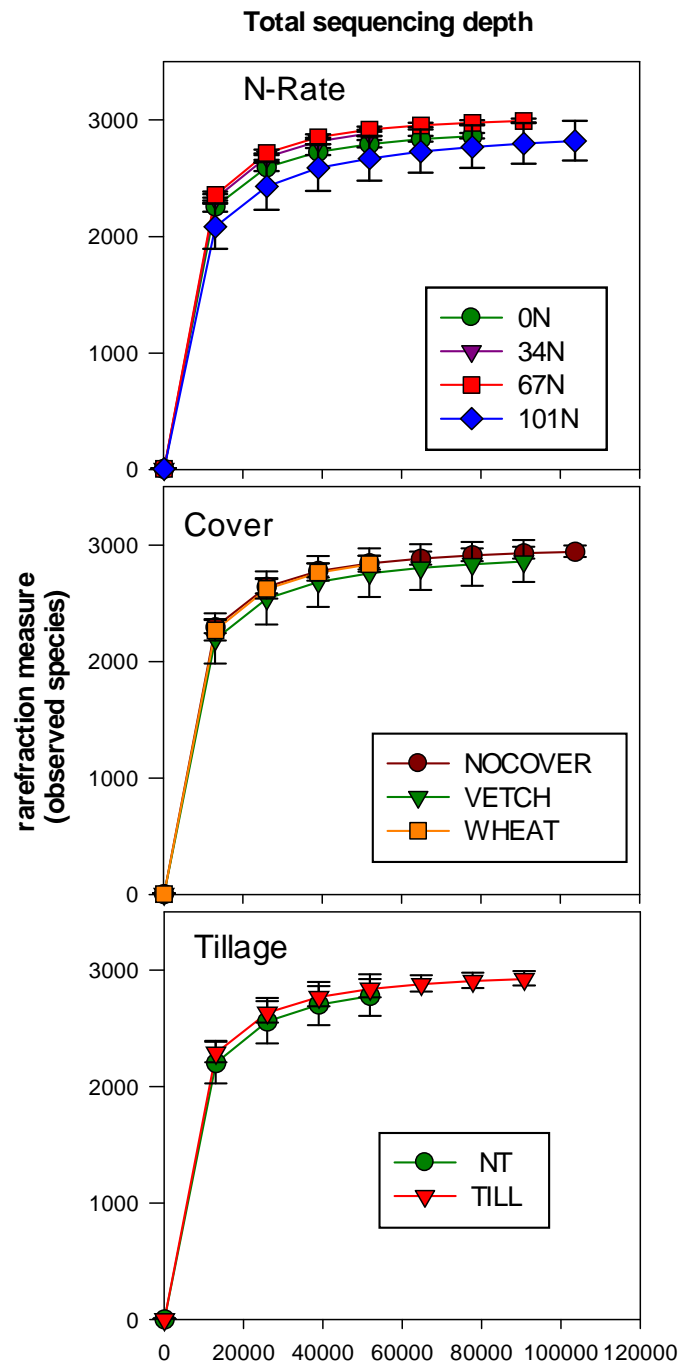 Total sequencing depth
N-Rate
3000
2000
1000
0
0N
34N
67N
101N
rarefraction measure
(observed species)
Cover
3000
2000
1000
0
NOCOVER
VETCH
WHEAT
Tillage
3000
2000
1000
0
NT
TILL
0 20000 40000 60000 80000 100000 120000